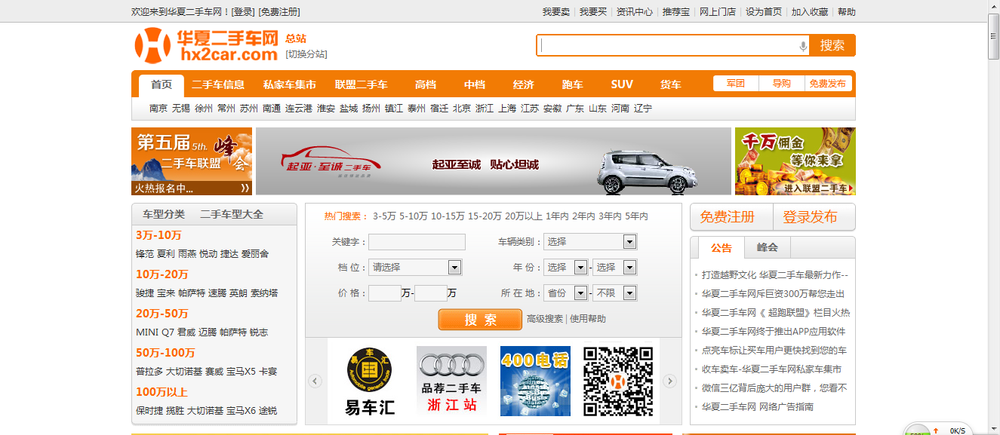 欢迎来到华夏二手车网！[登录] [免费注册]
我要卖 我要买 资讯中心 推荐宝 网上门店 设为首页 加入收藏 帮助
华夏二手车网 总站
hx2car.com [切换分站]
搜索
首页 二手车信息 私家车集市 联盟二手车 高档 中档 经济 跑车 SUV 货车 军团 导购 免费发布
南京 无锡 徐州 常州 苏州 南通 连云港 淮安 盐城 扬州 镇江 泰州 宿迁 北京 浙江 上海 江苏 安徽 广东 山东 河南 辽宁
第五届 5th. 峰会
二手车联盟
火热报名中...
起亚·至诚 二手车
起亚至诚 贴心坦诚
千万佣金
等你来拿
进入联盟二手车
车型分类 二手车型大全
3万-10万
锋范 夏利 雨燕 悦动 捷达 爱丽舍
10万-20万
骏捷 宝来 帕萨特 速腾 英朗 索纳塔
20万-50万
MINI Q7 君威 迈腾 帕萨特 锐志
50万-100万
普拉多 大切诺基 赛威 宝马X5 卡宴
100万以上
保时捷 揽胜 大切诺基 宝马X6 途锐
热门搜索： 3-5万 5-10万 10-15万 15-20万 20万以上 1年内 2年内 3年内 5年内
关键字： 车辆类别： 选择
档 位： 请选择 年 份： 选择 - 选择
价 格： 万- 万 所 在 地： 省份 - 不限
搜 索 高级搜索 | 使用帮助
易车汇
Automobile general logo
易车汇
品荐二手车
浙江站
400电话
免费注册 登录发布
公告 峰会
打造越野文化 华夏二手车最新力作--
华夏二手车网斥巨资300万帮您走出
华夏二手车网《 超跑联盟》栏目火热
华夏二手车网终于推出APP应用软件
点亮车标让买车用户更快找到您的车
收车卖车-华夏二手车网私家车集市
微信三亿背后庞大的用户群，您看不
华夏二手车网 网络广告指南
0K/S